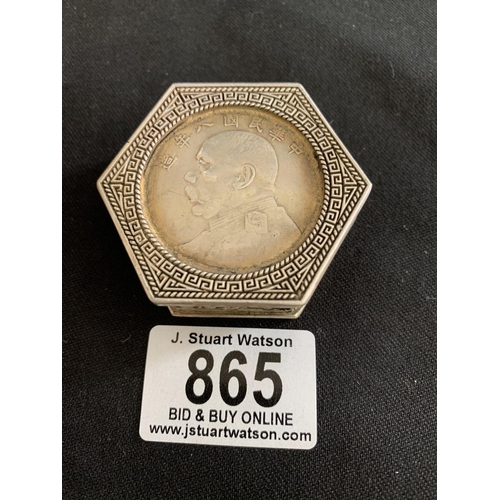 中華民國八年造
J. Stuart Watson
865
BID & BUY ONLINE
www.jstuartwatson.com